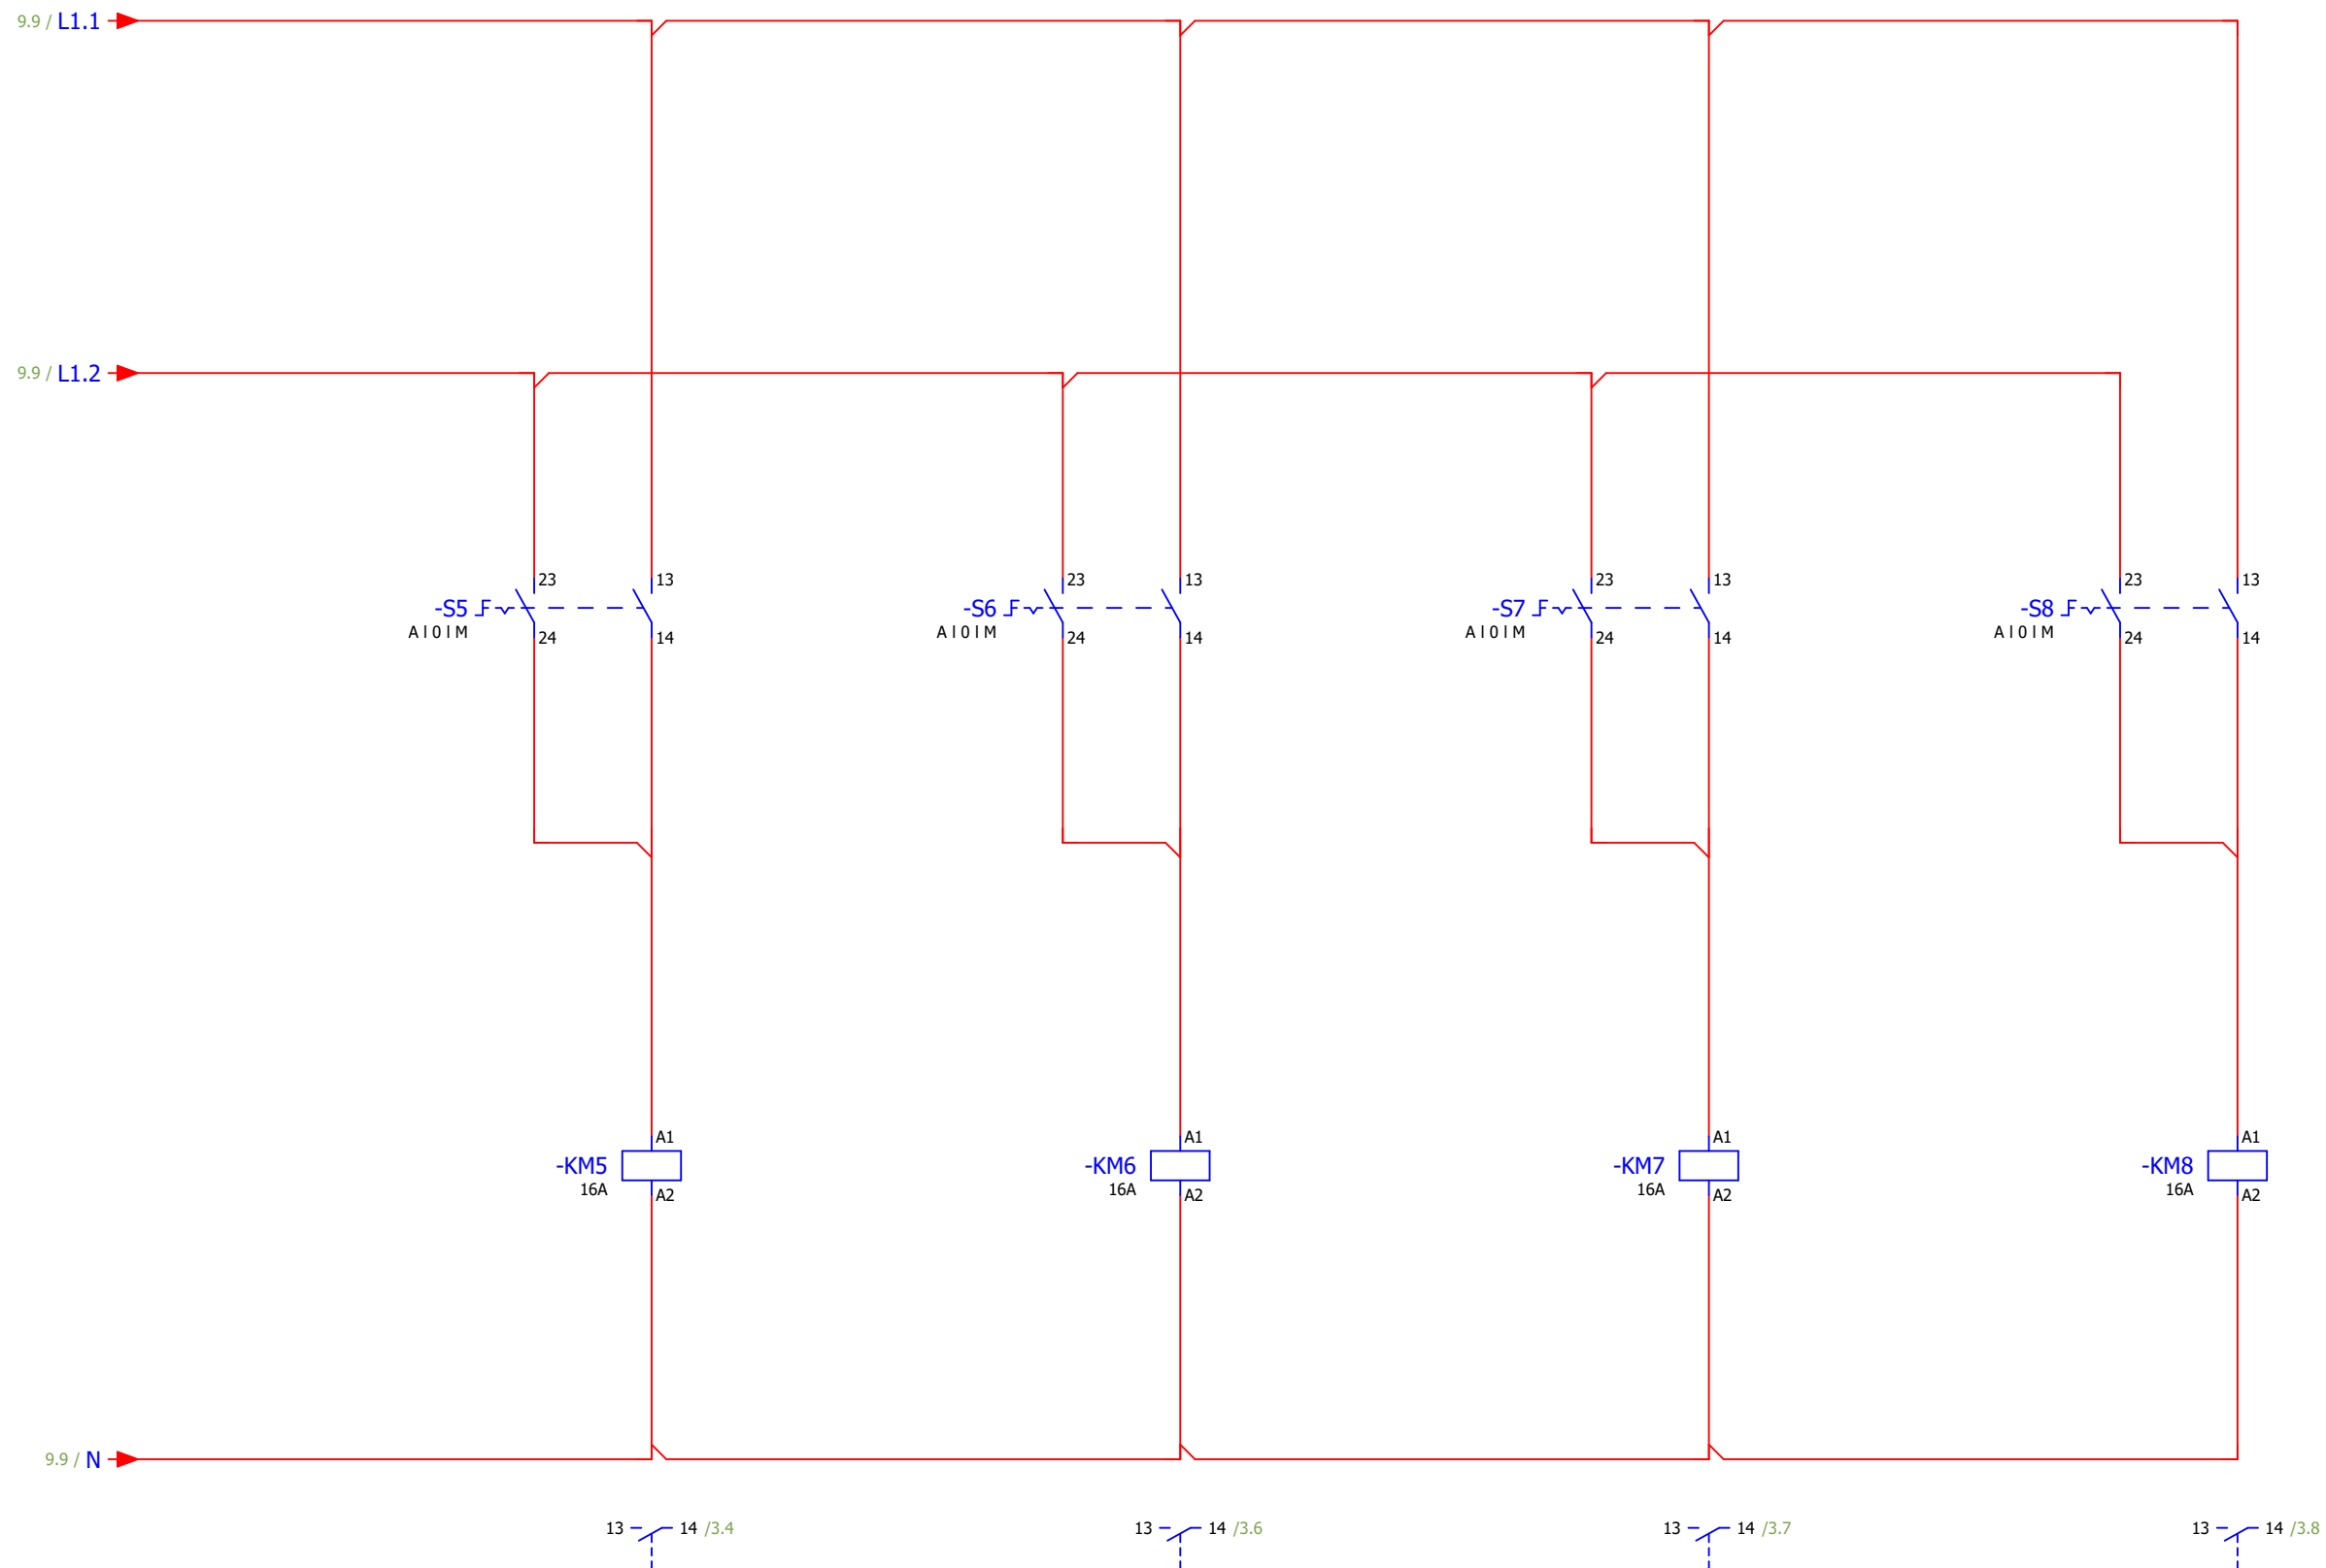 9.9 / L1.1
9.9 / L1.2
23 13 23 13 23 13 23 13
-S5 -S6 -S7 -S8
A I 0 I M A I 0 I M A I 0 I M A I 0 I M
24 14 24 14 24 14 24 14
A1 A1 A1 A1
-KM5 -KM6 -KM7 -KM8
16A 16A 16A 16A
A2 A2 A2 A2
9.9 / N
13 14 /3.4 13 14 /3.6 13 14 /3.7 13 14 /3.8